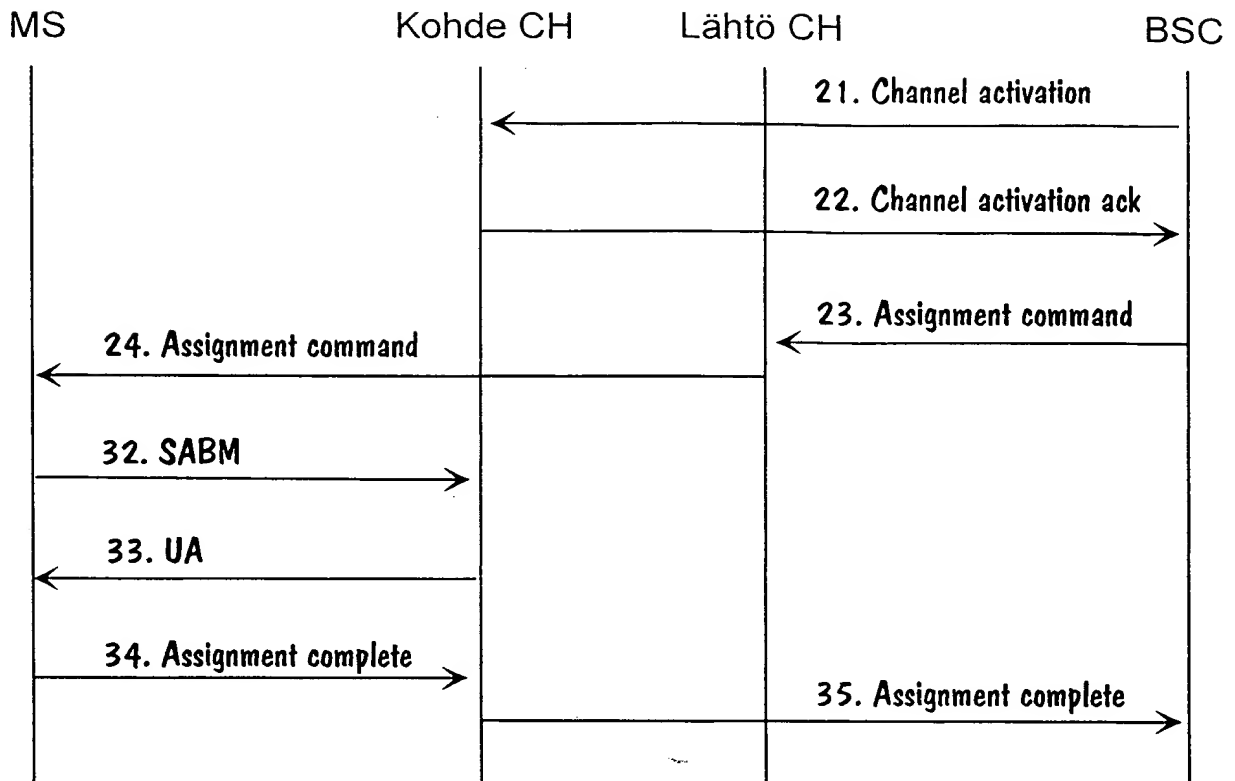 MS Kohde CH Lähtö CH BSC
21. Channel activation
22. Channel activation ack
23. Assignment command
24. Assignment command
32. SABM
33. UA
34. Assignment complete
35. Assignment complete